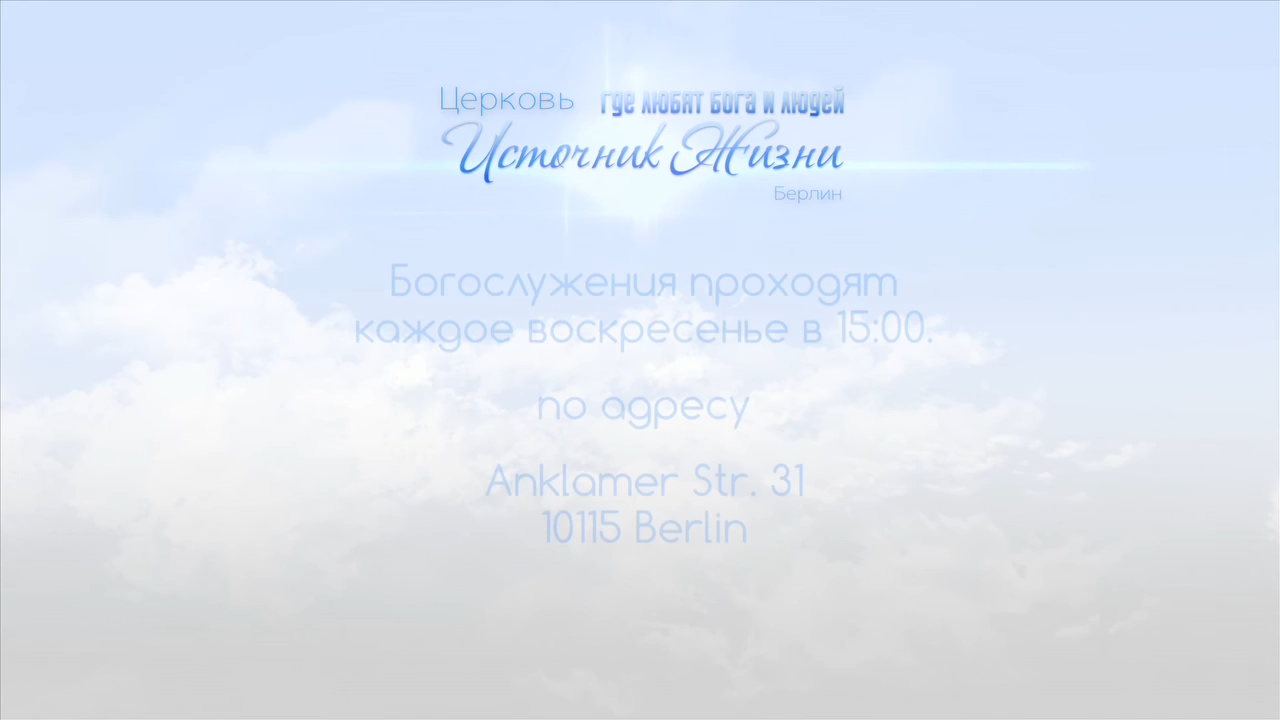 Церковь где любят бога и людей
Источник Жизни
Берлин
Богослужения проходят
каждое воскресенье в 15:00.
по адресу
Anklamer Str. 31
10115 Berlin